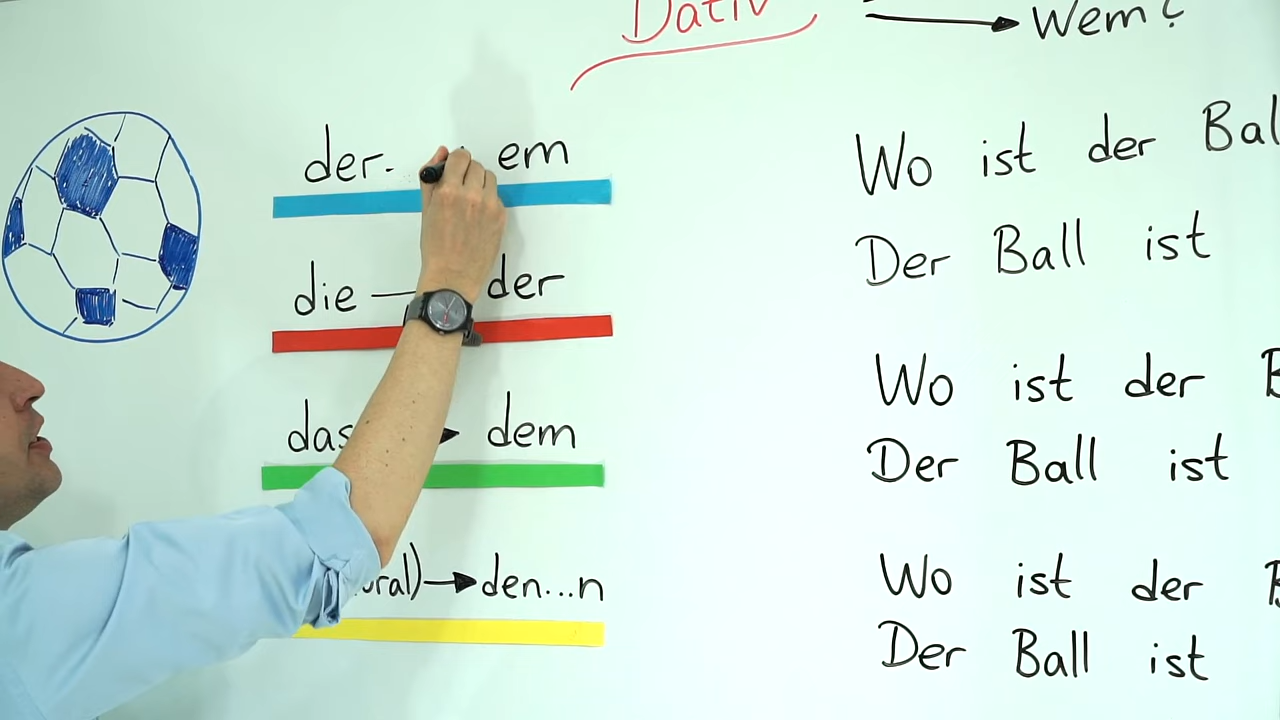 Dativ → Wem?
der- em
die — der
das → dem
→ den...n
Wo ist der
Der Ball ist
Wo ist der
Der Ball ist
Wo ist der
Der Ball ist